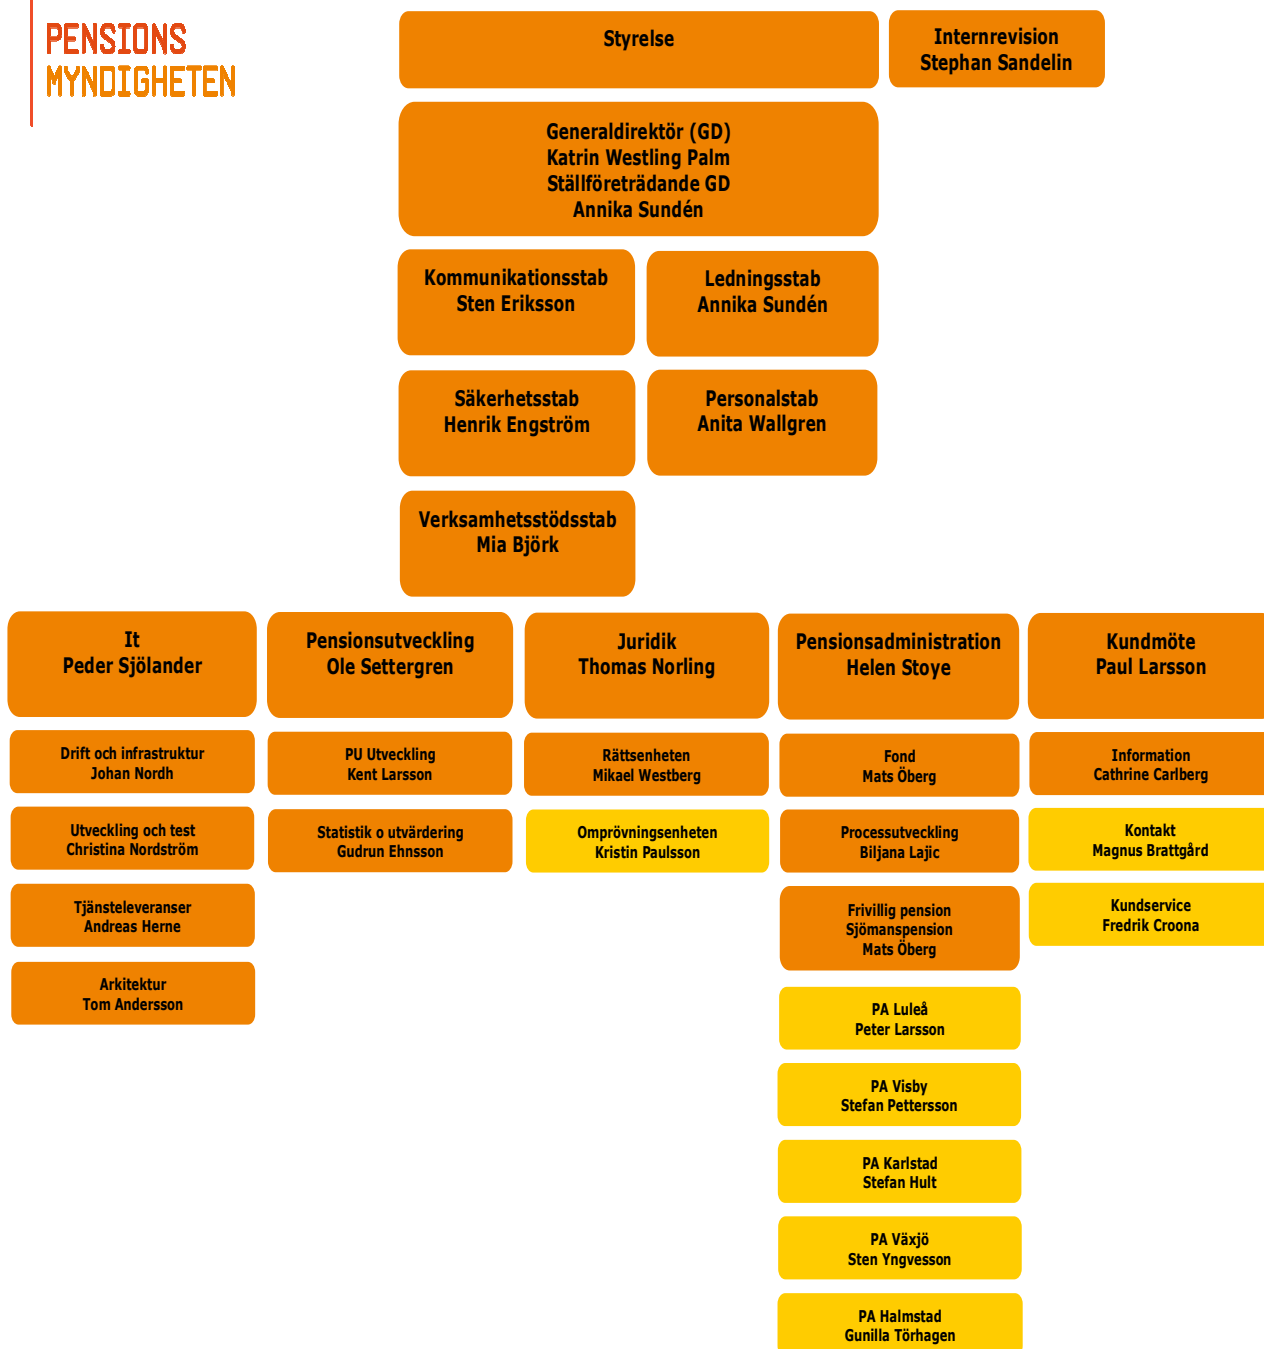 PENSIONS
MYNDIGHETEN
Styrelse
Internrevision
Stephan Sandelin
Generaldirektör (GD)
Katrin Westling Palm
Ställföreträdande GD
Annika Sundén
Kommunikationsstab
Sten Eriksson
Ledningsstab
Annika Sundén
Säkerhetsstab
Henrik Engström
Personalstab
Anita Wallgren
Verksamhetsstödsstab
Mia Björk
It
Peder Sjölander
Drift och infrastruktur
Johan Nordh
Utveckling och test
Christina Nordström
Tjänsteleveranser
Andreas Herne
Arkitektur
Tom Andersson
Pensionsutveckling
Ole Settergren
PU Utveckling
Kent Larsson
Statistik o utvärdering
Gudrun Ehnsson
Juridik
Thomas Norling
Rättsenheten
Mikael Westberg
Omprövningsenheten
Kristin Paulsson
Pensionsadministration
Helen Stoye
Fond
Mats Öberg
Processutveckling
Biljana Lajic
Frivillig pension
Sjömanspension
Mats Öberg
PA Luleå
Peter Larsson
PA Visby
Stefan Pettersson
PA Karlstad
Stefan Hult
PA Växjö
Sten Yngvesson
PA Halmstad
Gunilla Törhagen
Kundmöte
Paul Larsson
Information
Cathrine Carlberg
Kontakt
Magnus Brattgård
Kundservice
Fredrik Croona